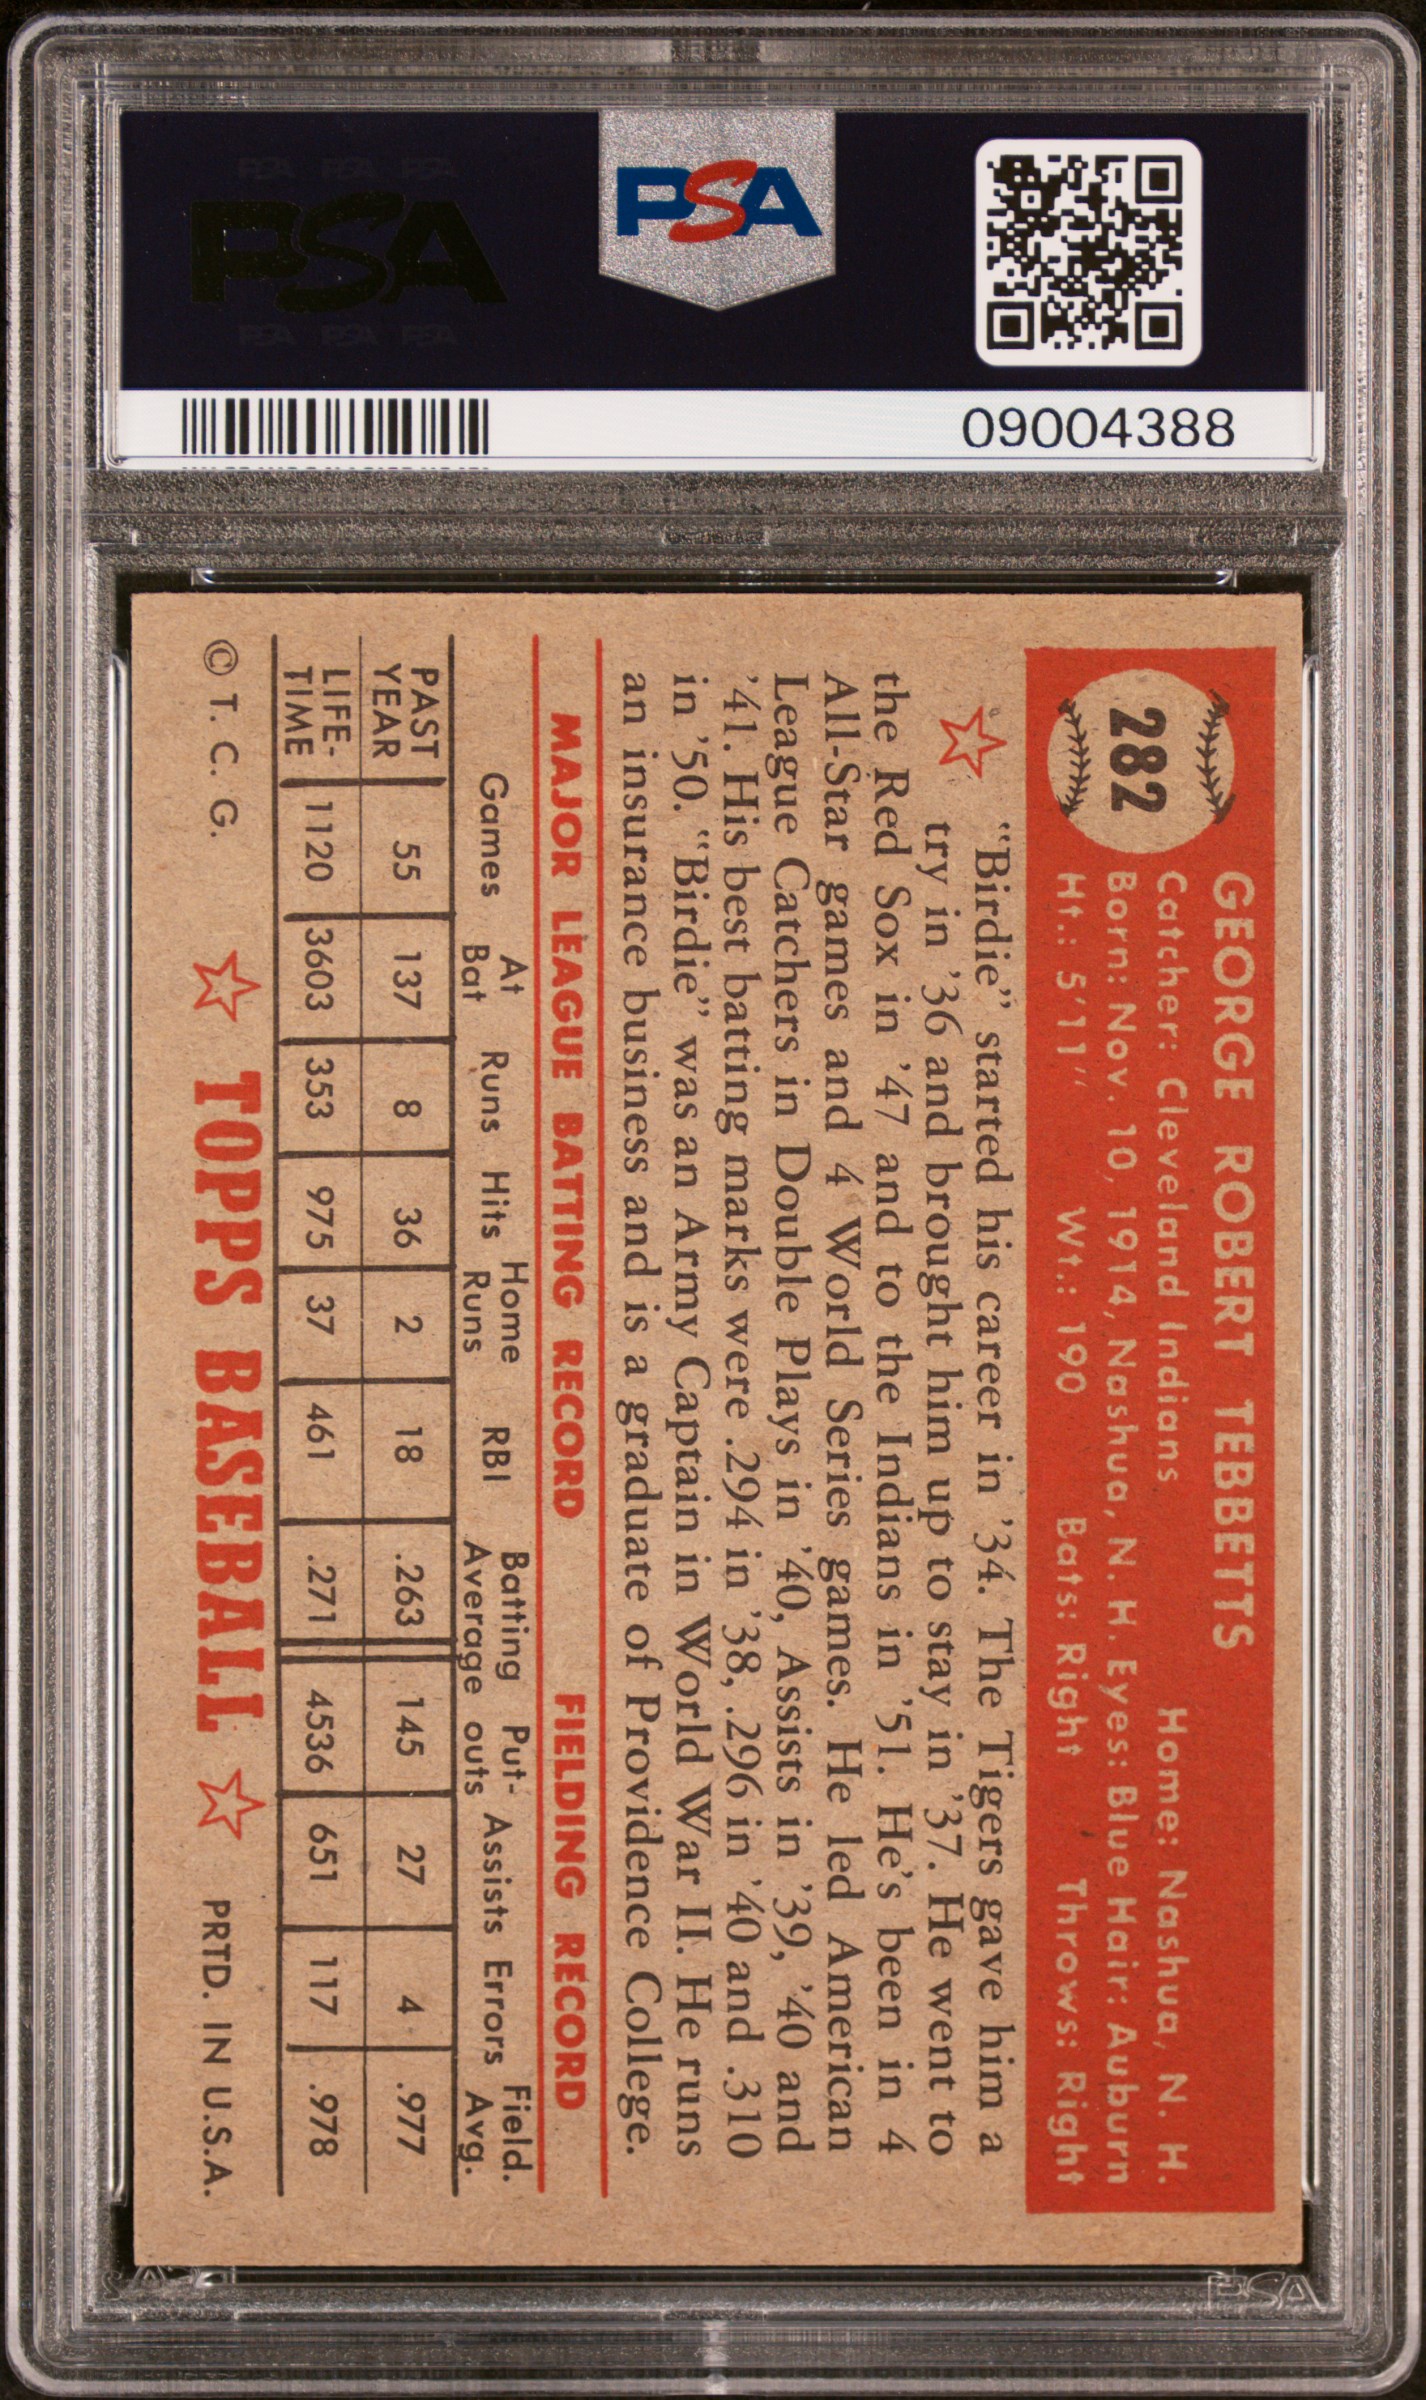 PSA PSA PSA
PSA
PSA PSA PSA
PSA
09004388
282
GEORGE ROBERT TEBBETTS
Catcher: Cleveland Indians Home: Nashua, N. H.
Born: Nov. 10, 1914, Nashua, N. H. Eyes: Blue Hair: Auburn
Ht.: 5'11" Wt.: 190 Bats: Right Throws: Right
"Birdie" started his career in '34. The Tigers gave him a
try in '36 and brought him up to stay in '37. He went to
the Red Sox in '47 and to the Indians in '51. He's been in 4
All-Star games and 4 World Series games. He led American
League Catchers in Double Plays in '40, Assists in '39, '40 and
'41. His best batting marks were .294 in '38, .296 in '40 and .310
in '50. "Birdie" was an Army Captain in World War II. He runs
an insurance business and is a graduate of Providence College.
MAJOR LEAGUE BATTING RECORD FIELDING RECORD
Games At Bat Runs Hits Home Runs RBI Batting Average Put-outs Assists Errors Field. Avg.
PAST YEAR 55 137 8 36 2 18 .263 145 27 4 .977
LIFE-TIME 1120 3603 353 975 37 461 .271 4536 651 117 .978
© T. C. G. TOPPS BASEBALL PRTD. IN U.S.A.
PSA